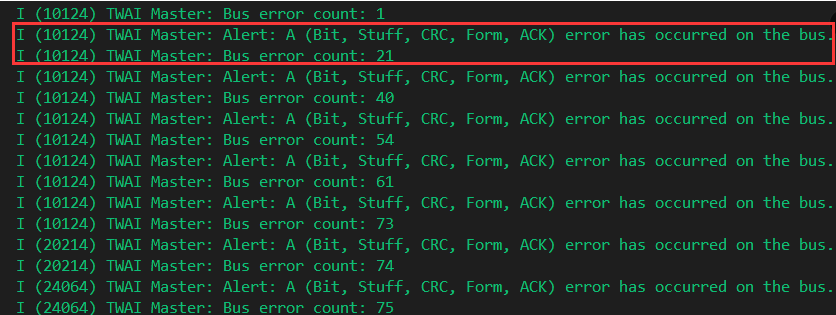 I (10124) TWAI Master: Bus error count: 1
I (10124) TWAI Master: Alert: A (Bit, Stuff, CRC, Form, ACK) error has occurred on the bus.
I (10124) TWAI Master: Bus error count: 21
I (10124) TWAI Master: Alert: A (Bit, Stuff, CRC, Form, ACK) error has occurred on the bus.
I (10124) TWAI Master: Bus error count: 40
I (10124) TWAI Master: Alert: A (Bit, Stuff, CRC, Form, ACK) error has occurred on the bus.
I (10124) TWAI Master: Bus error count: 54
I (10124) TWAI Master: Alert: A (Bit, Stuff, CRC, Form, ACK) error has occurred on the bus.
I (10124) TWAI Master: Bus error count: 61
I (10124) TWAI Master: Alert: A (Bit, Stuff, CRC, Form, ACK) error has occurred on the bus.
I (10124) TWAI Master: Bus error count: 73
I (20214) TWAI Master: Alert: A (Bit, Stuff, CRC, Form, ACK) error has occurred on the bus.
I (20214) TWAI Master: Bus error count: 74
I (24064) TWAI Master: Alert: A (Bit, Stuff, CRC, Form, ACK) error has occurred on the bus.
I (24064) TWAI Master: Bus error count: 75